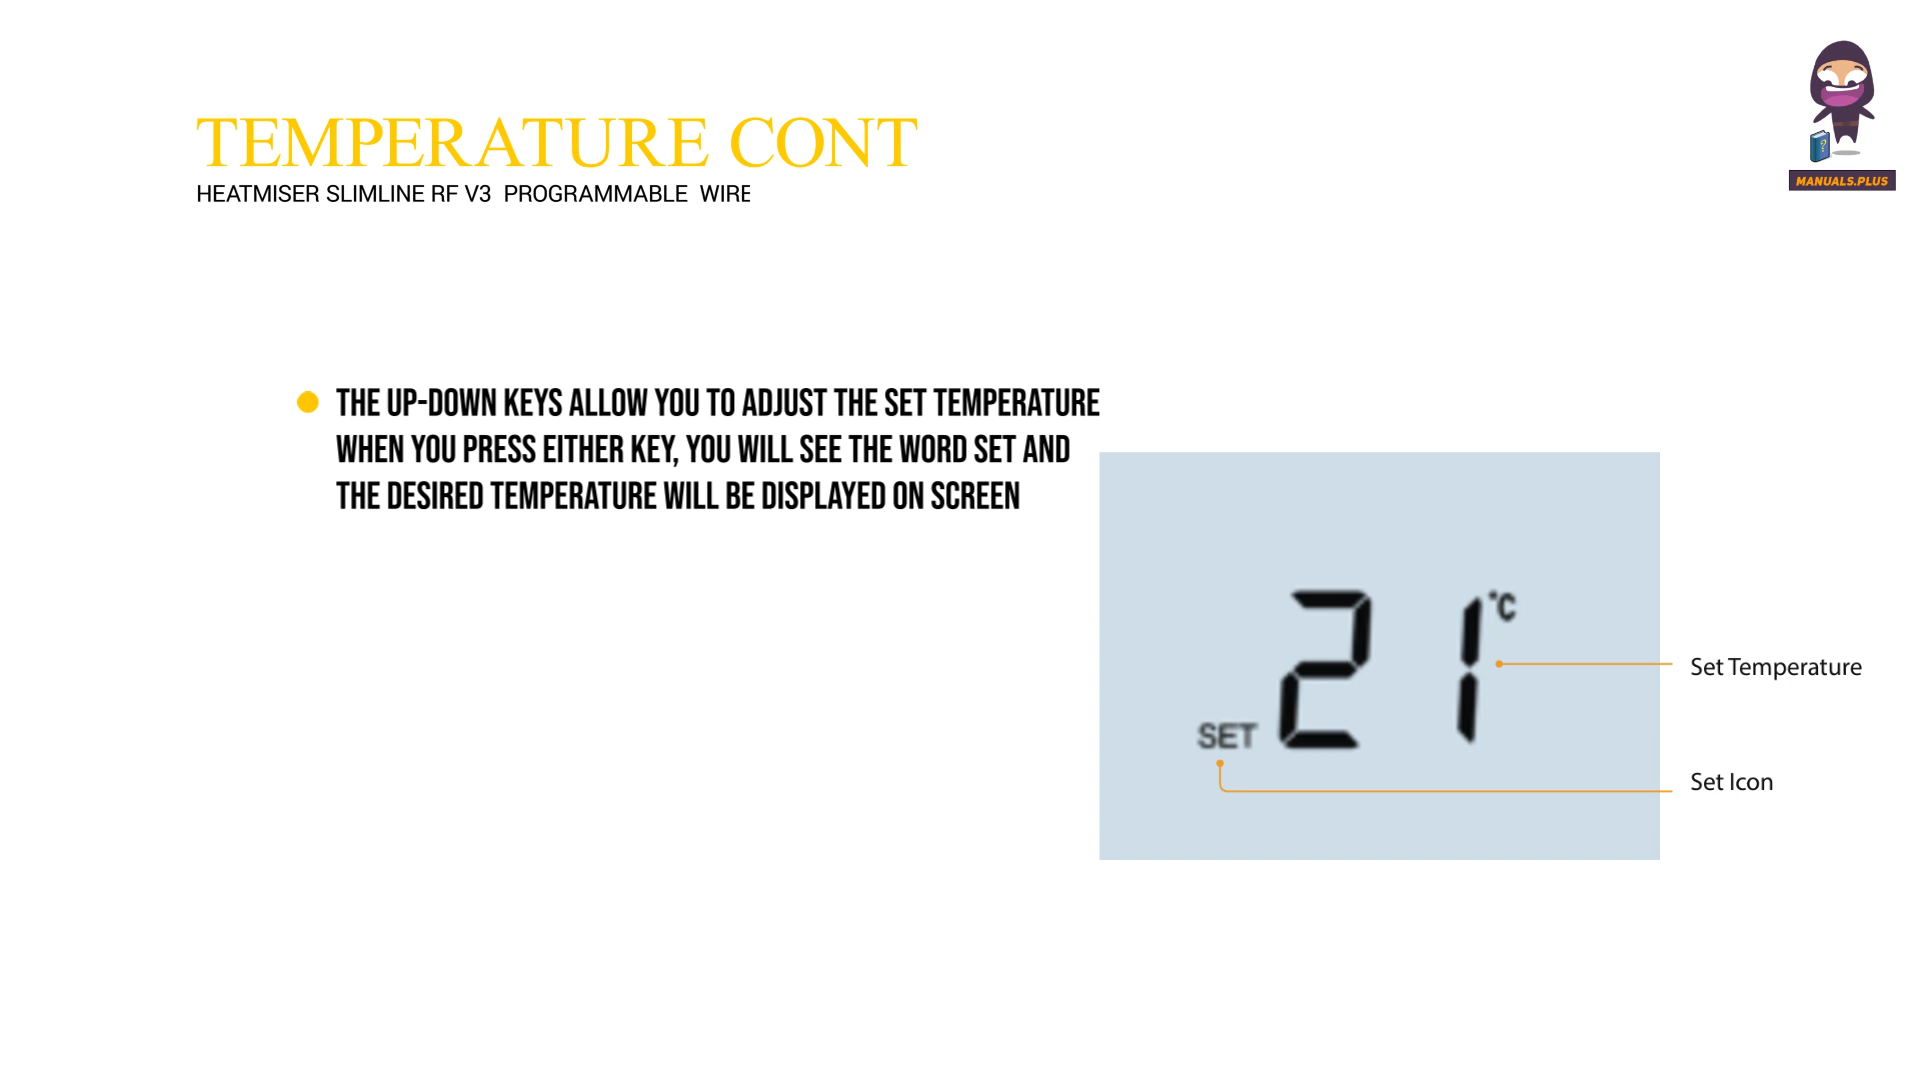 MANUALS.PLUS
TEMPERATURE CONT
HEATMISER SLIMLINE RF V3 PROGRAMMABLE WIRE
THE UP-DOWN KEYS ALLOW YOU TO ADJUST THE SET TEMPERATURE
WHEN YOU PRESS EITHER KEY, YOU WILL SEE THE WORD SET AND
THE DESIRED TEMPERATURE WILL BE DISPLAYED ON SCREEN
21 °C
Set Temperature
SET
Set Icon